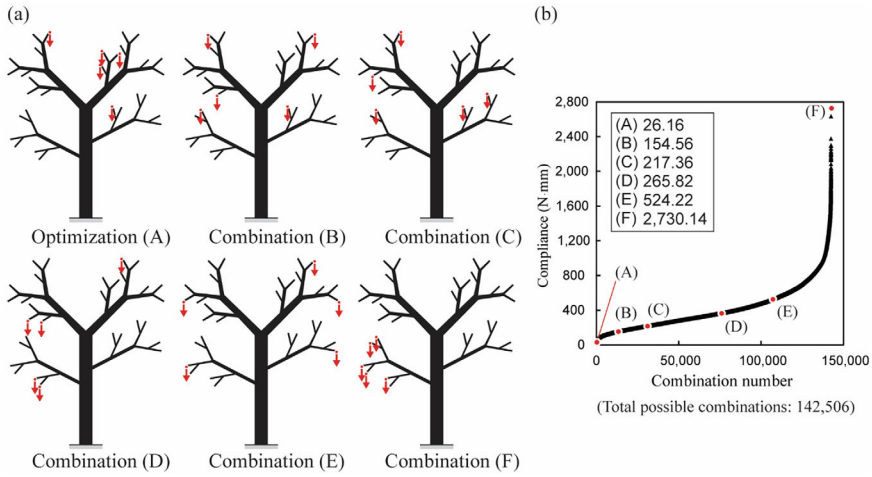 (a)
Optimization (A)
Combination (B)
Combination (C)
Combination (D)
Combination (E)
Combination (F)
(b)
Compliance (N·mm)
2,800
2,400
2,000
1,600
1,200
800
400
0
(A) 26.16
(B) 154.56
(C) 217.36
(D) 265.82
(E) 524.22
(F) 2,730.14
(F)
(A)
(B)
(C)
(D)
(E)
0
50,000
100,000
150,000
Combination number
(Total possible combinations: 142,506)